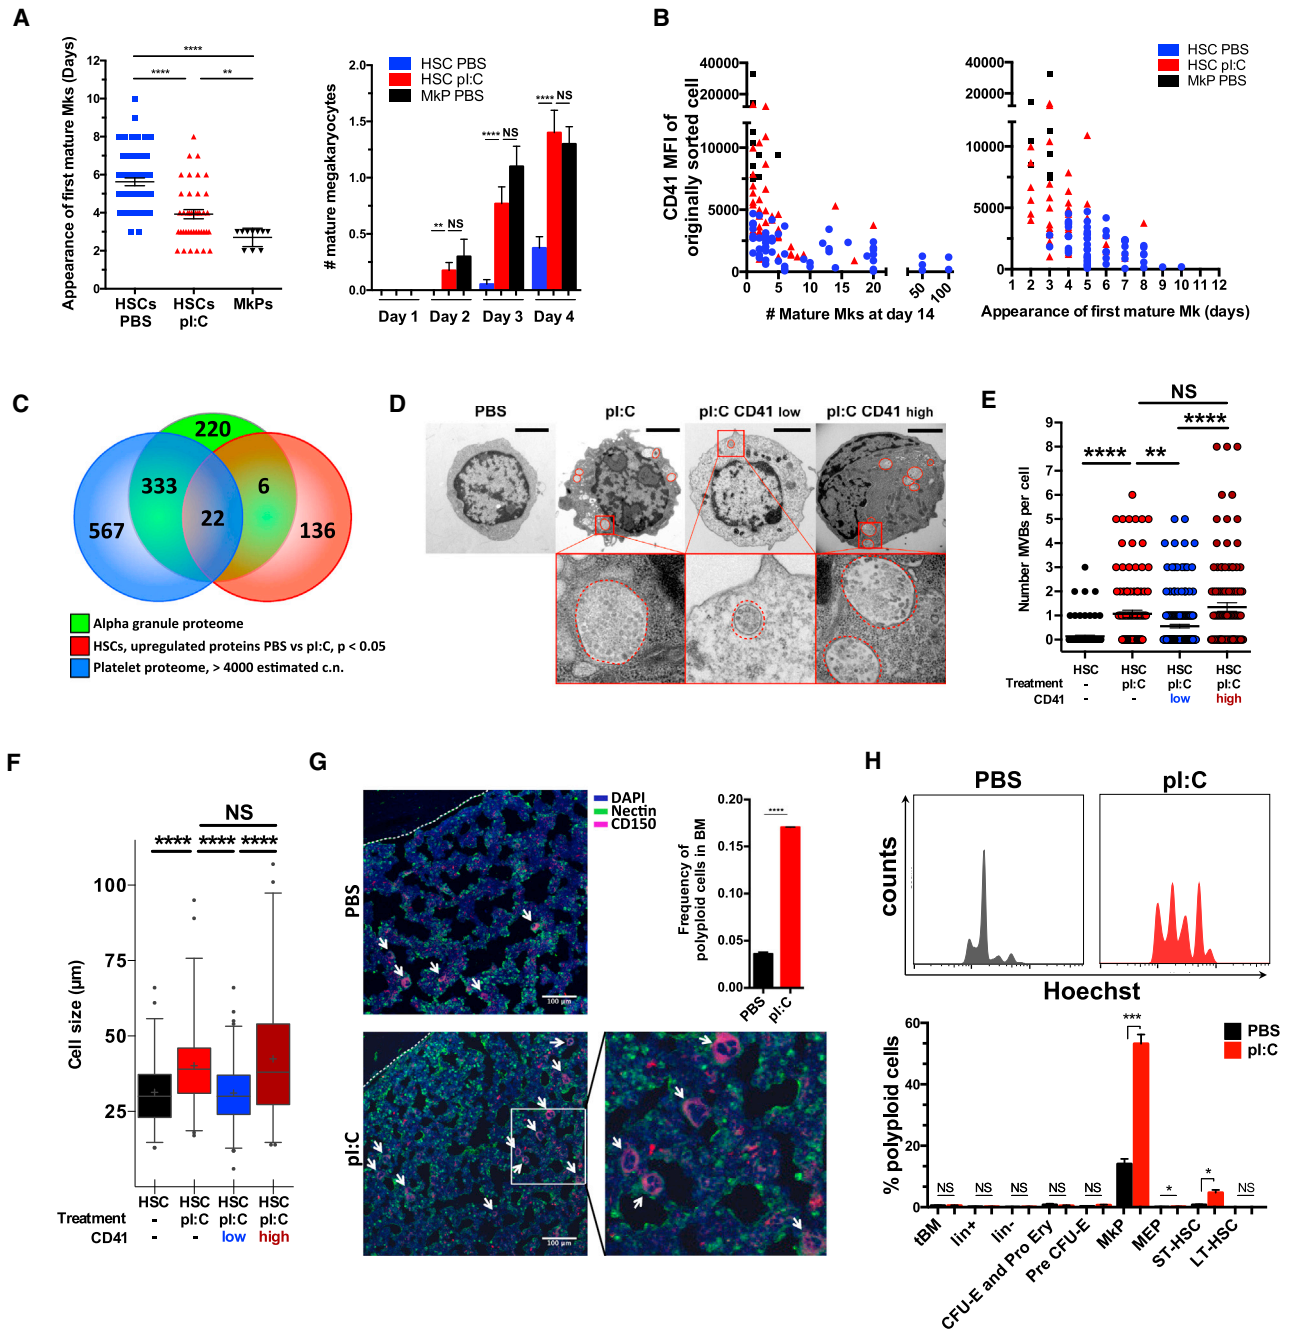 A
Appearance of first mature Mks (Days)
12
10
8
6
4
2
0
****
****
**
HSCs
PBS
HSCs
pI:C
MkPs
# mature megakaryocytes
2.0
1.5
1.0
0.5
0.0
HSC PBS
HSC pI:C
MkP PBS
** NS
**** NS
**** NS
Day 1 Day 2 Day 3 Day 4
B
CD41 MFI of
originally sorted cell
40000
20000
10000
5000
0
0 5 10 15 20 50 100
# Mature Mks at day 14
HSC PBS
HSC pI:C
MkP PBS
40000
20000
10000
5000
0
1 2 3 4 5 6 7 8 9 10 11 12
Appearance of first mature Mk (days)
C
220
333
6
22
567
136
Alpha granule proteome
HSCs, upregulated proteins PBS vs pI:C, p < 0.05
Platelet proteome, > 4000 estimated c.n.
D
PBS
pI:C
pI:C CD41 low
pI:C CD41 high
E
NS
****
**** **
Number MVBs per cell
9
8
7
6
5
4
3
2
1
0
HSC HSC HSC HSC
Treatment - pI:C pI:C pI:C
CD41 - - low high
F
NS
**** **** ****
Cell size (µm)
100
75
50
25
HSC HSC HSC HSC
Treatment - pI:C pI:C pI:C
CD41 - - low high
G
PBS
DAPI
Nectin
CD150
100 µm
pI:C
100 µm
Frequency of
polyploid cells in BM
0.20
0.15
0.10
0.05
0.00
****
PBS
pI:C
H
PBS
pI:C
counts
Hoechst
% polyploid cells
60
40
20
0
PBS
pI:C
NS NS NS NS NS *** * * NS
tBM
lin+
lin-
CFU-E and Pro Ery
Pre CFU-E
MkP
MEP
ST-HSC
LT-HSC